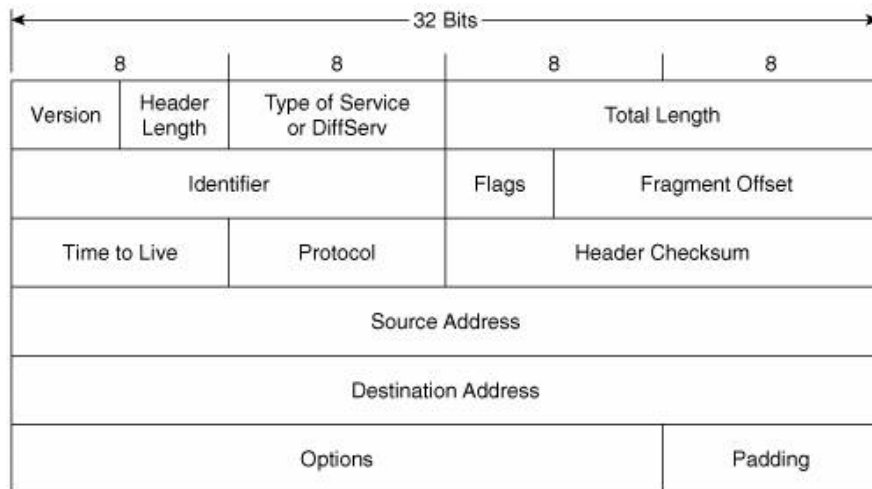 32 Bits
8 8 8 8
Version Header Length Type of Service or DiffServ Total Length
Identifier Flags Fragment Offset
Time to Live Protocol Header Checksum
Source Address
Destination Address
Options Padding